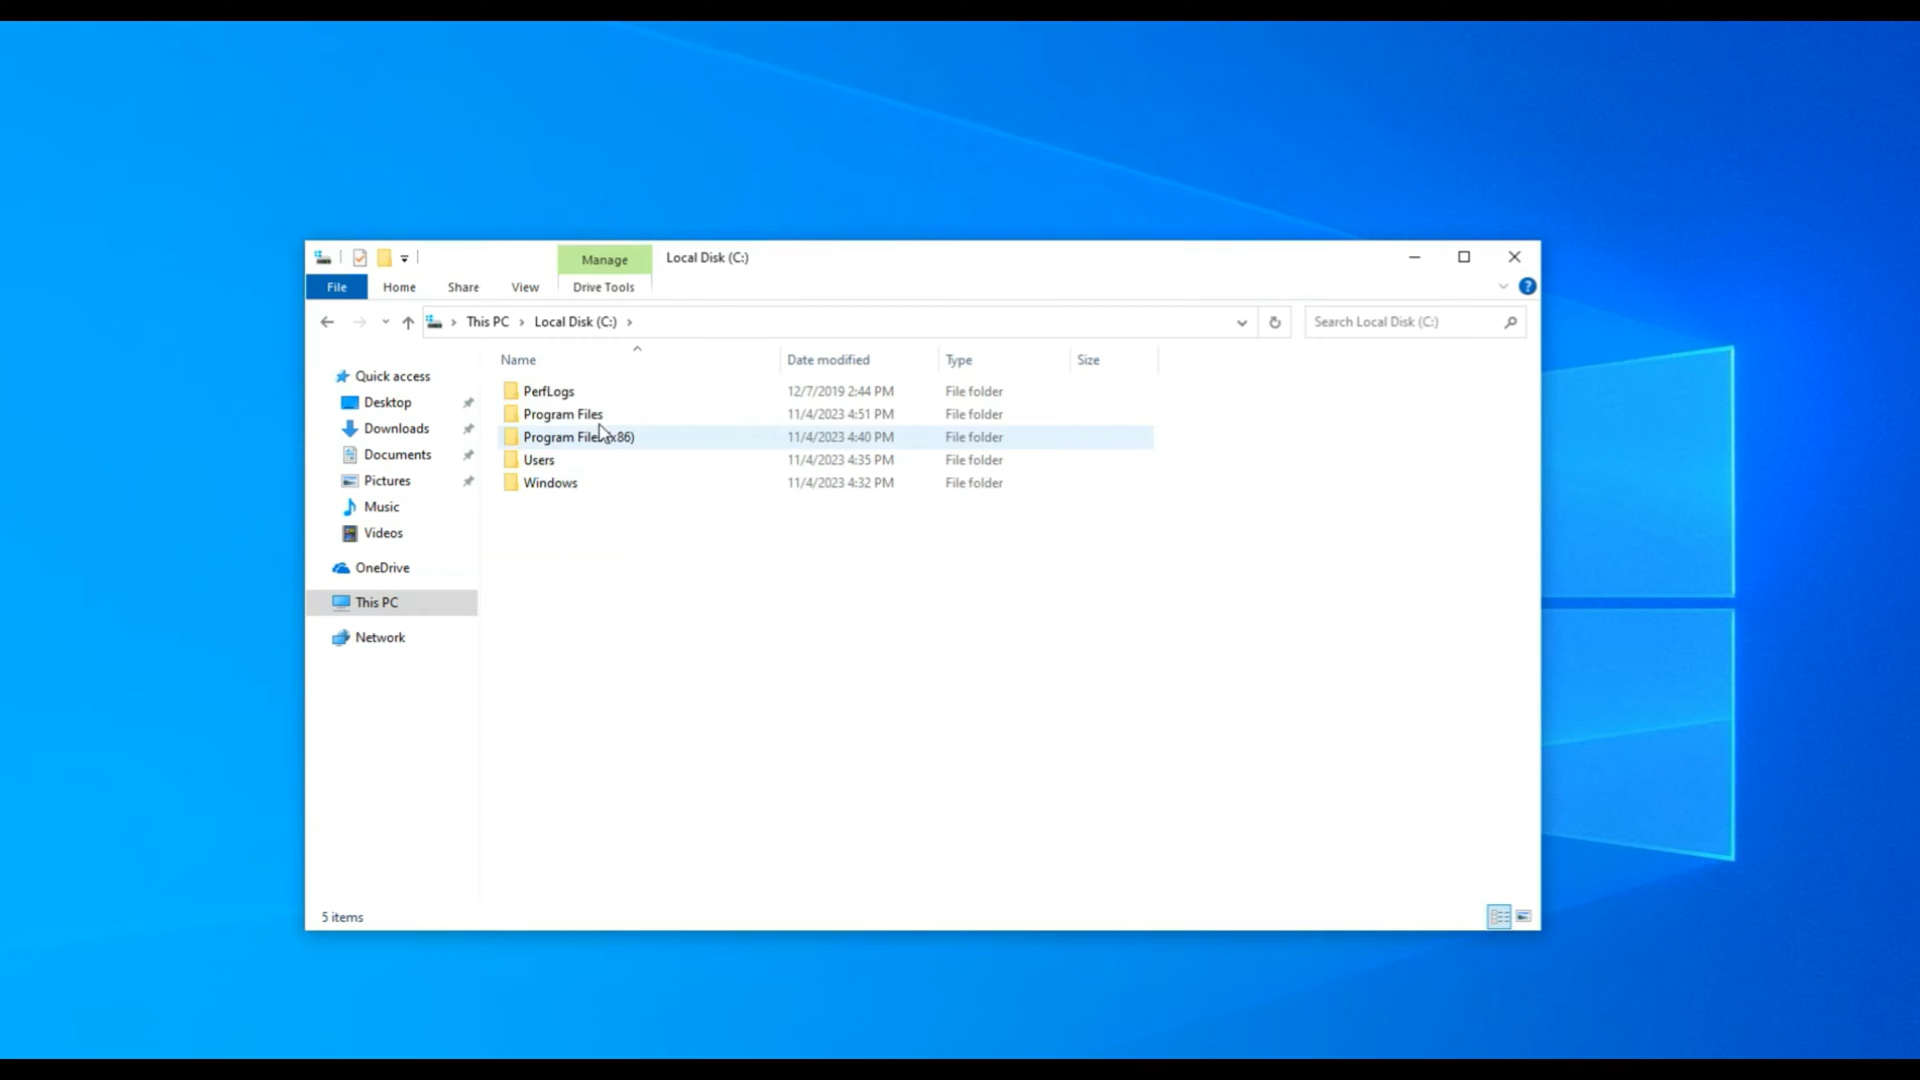 Manage
Local Disk (C:)
File
Home
Share
View
Drive Tools
This PC
Local Disk (C:)
Search Local Disk (C:)
Name
Date modified
Type
Size
Quick access
Desktop
Downloads
Documents
Pictures
Music
Videos
OneDrive
This PC
Network
PerfLogs 12/7/2019 2:44 PM File folder
Program Files 11/4/2023 4:51 PM File folder
Program Files (x86) 11/4/2023 4:40 PM File folder
Users 11/4/2023 4:35 PM File folder
Windows 11/4/2023 4:32 PM File folder
5 items